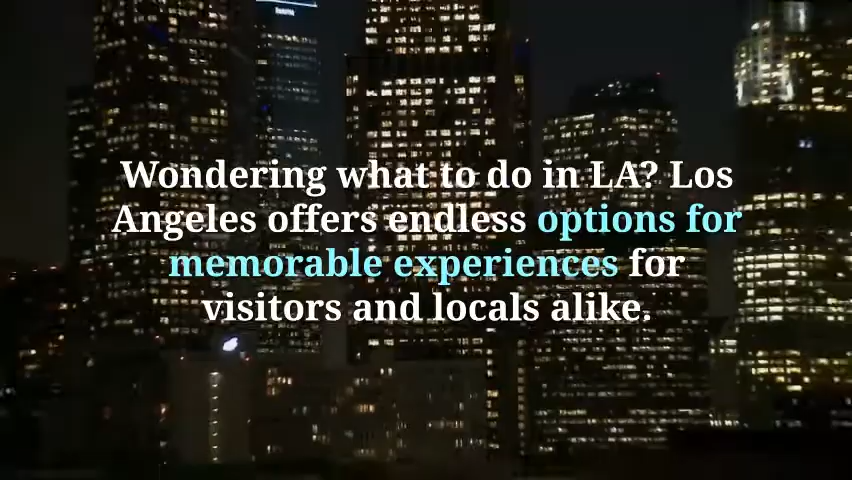 Wondering what to do in LA? Los
Angeles offers endless options for
memorable experiences for
visitors and locals alike.